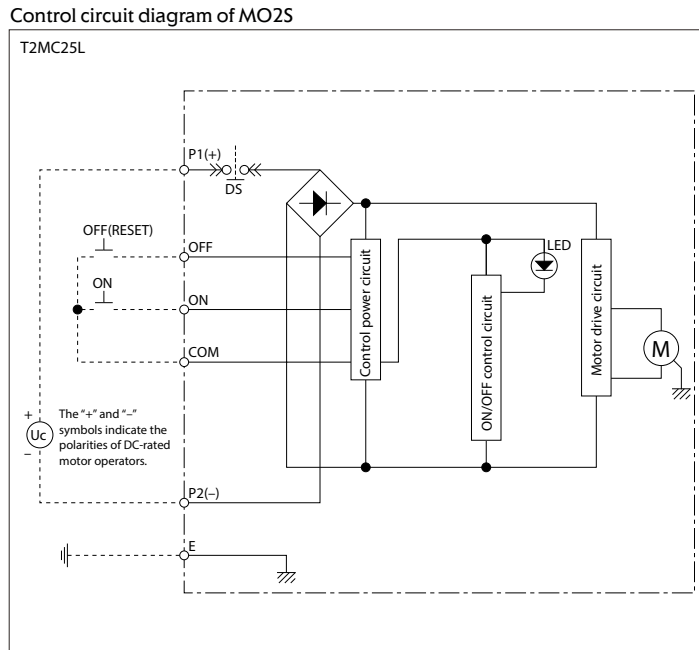 Control circuit diagram of MO2S
T2MC25L
P1(+)
DS
OFF(RESET)
OFF
LED
ON
ON
COM
Control power circuit
ON/OFF control circuit
Motor drive circuit
M
+
Uc
–
The "+" and "–"
symbols indicate the
polarities of DC-rated
motor operators.
P2(–)
E